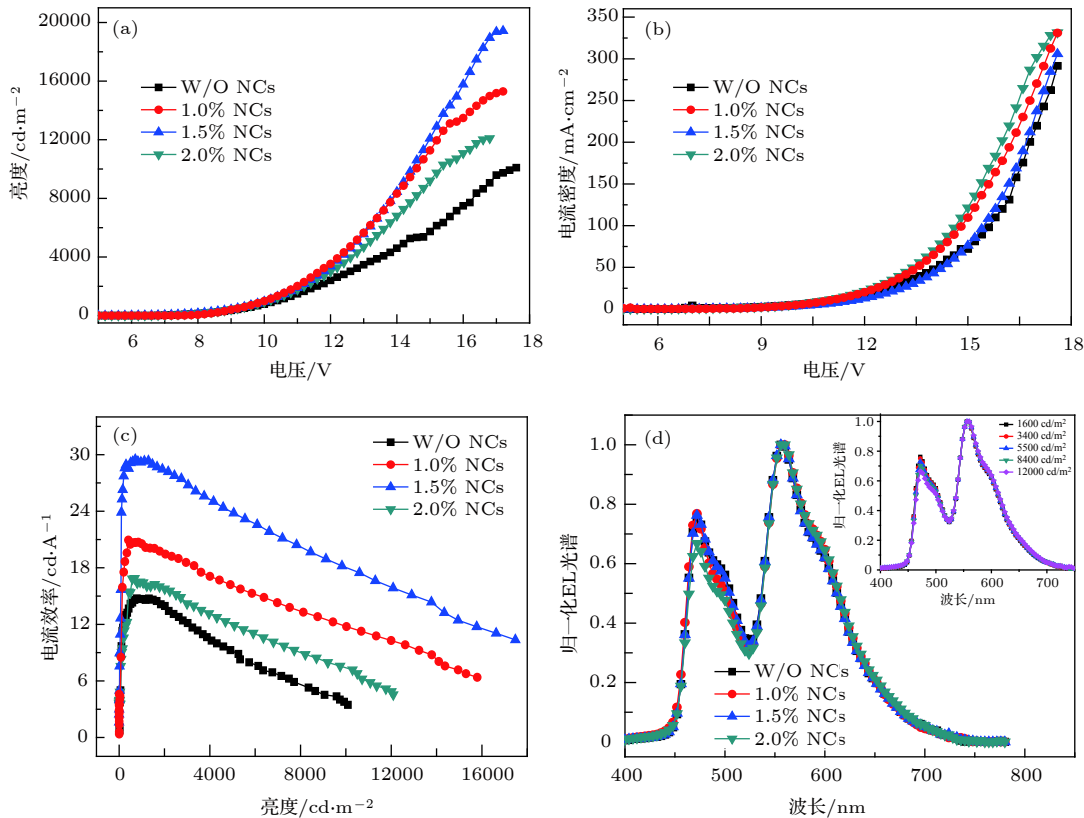 (a)
20000
16000
12000
8000
4000
0
6
8
10
12
14
16
18
亮度/cd·m−2
电压/V
W/O NCs
1.0% NCs
1.5% NCs
2.0% NCs
(b)
350
300
250
200
150
100
50
0
6
9
12
15
18
电流密度/mA·cm−2
电压/V
W/O NCs
1.0% NCs
1.5% NCs
2.0% NCs
(c)
30
24
18
12
6
0
0
4000
8000
12000
16000
电流效率/cd·A−1
亮度/cd·m−2
W/O NCs
1.0% NCs
1.5% NCs
2.0% NCs
(d)
1.0
0.8
0.6
0.4
0.2
0
400
500
600
700
800
归一化EL光谱
波长/nm
W/O NCs
1.0% NCs
1.5% NCs
2.0% NCs
1.0
0.8
0.6
0.4
0.2
0
400
500
600
700
归一化EL光谱
波长/nm
1600 cd/m2
3400 cd/m2
5500 cd/m2
8400 cd/m2
12000 cd/m2